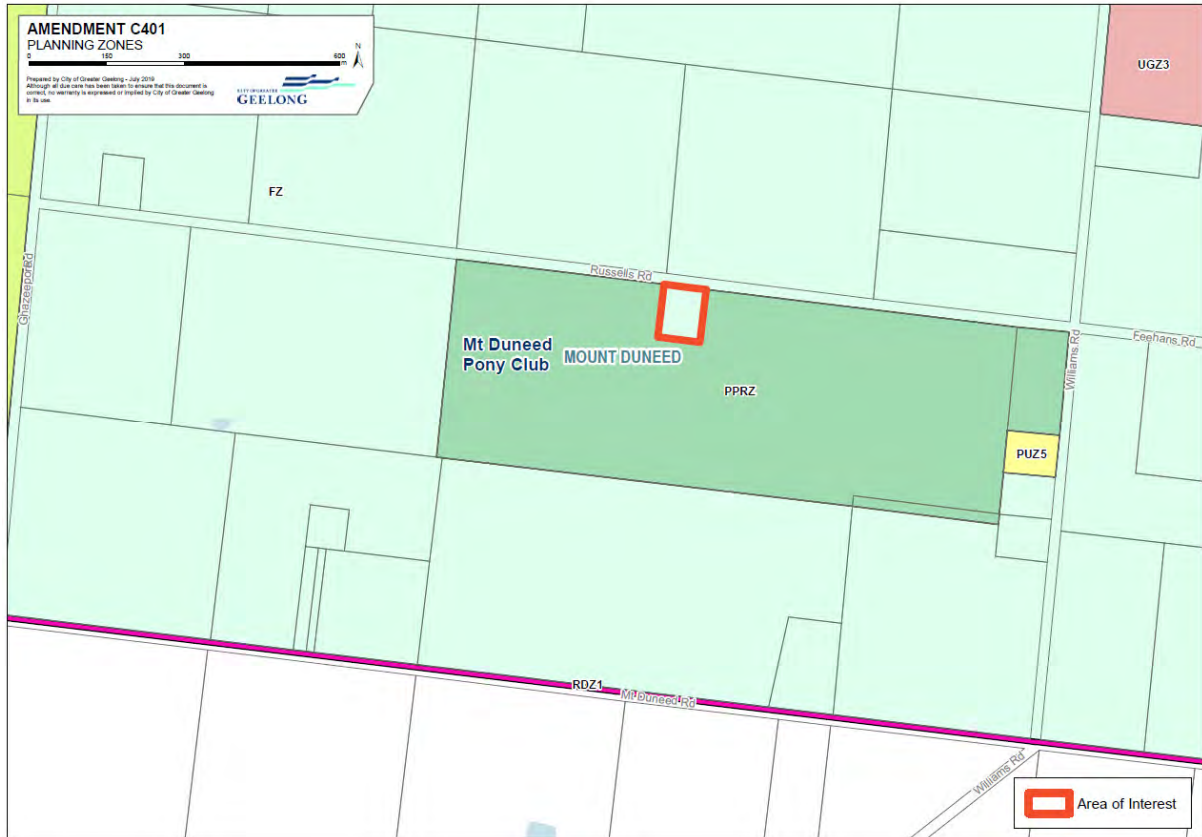 AMENDMENT C401
PLANNING ZONES
0 150 300 600
m
N
Prepared by City of Greater Geelong - July 2019
Although all due care has been taken to ensure that this document is
correct, no warranty is expressed or implied by City of Greater Geelong
in its use.
CITY OF GREATER
GEELONG
UGZ3
FZ
Ghazeepore Rd
Russells Rd
Feehans Rd
Williams Rd
Mt Duneed
Pony Club
MOUNT DUNEED
PPRZ
PUZ5
RDZ1
Mt Duneed Rd
Williams Rd
Area of Interest